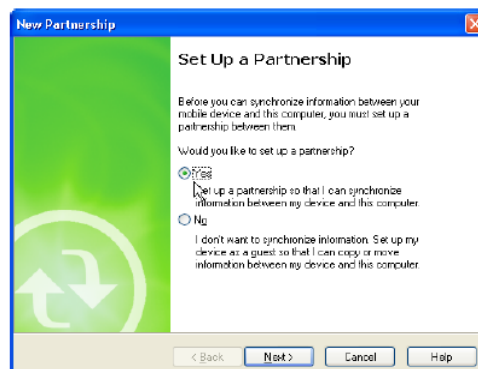 New Partnership
Set Up a Partnership
Before you can synchronize information between your
mobile device and this computer, you must set up a
partnership between them.
Would you like to set up a partnership?
Yes
Set up a partnership so that I can synchronize
information between my device and this computer.
No
I don't want to synchronize information. Set up my
device as a guest so that I can copy or move
information between my device and this computer.
< Back
Next >
Cancel
Help